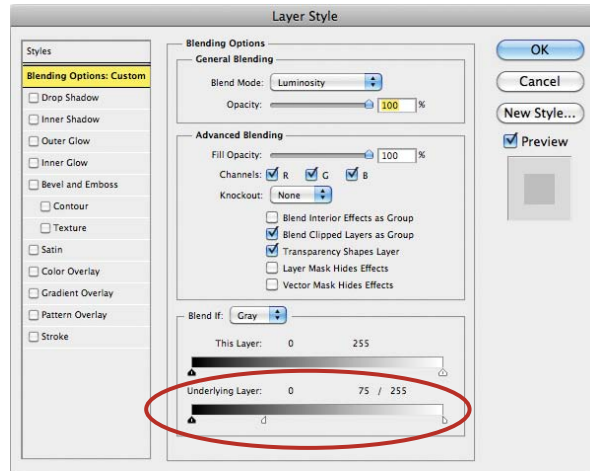 Layer Style
Styles
Blending Options: Custom
Drop Shadow
Inner Shadow
Outer Glow
Inner Glow
Bevel and Emboss
Contour
Texture
Satin
Color Overlay
Gradient Overlay
Pattern Overlay
Stroke
Blending Options
General Blending
Blend Mode: Luminosity
Opacity: 100 %
Advanced Blending
Fill Opacity: 100 %
Channels: R G B
Knockout: None
Blend Interior Effects as Group
Blend Clipped Layers as Group
Transparency Shapes Layer
Layer Mask Hides Effects
Vector Mask Hides Effects
Blend If: Gray
This Layer: 0 255
Underlying Layer: 0 75 / 255
OK
Cancel
New Style...
Preview